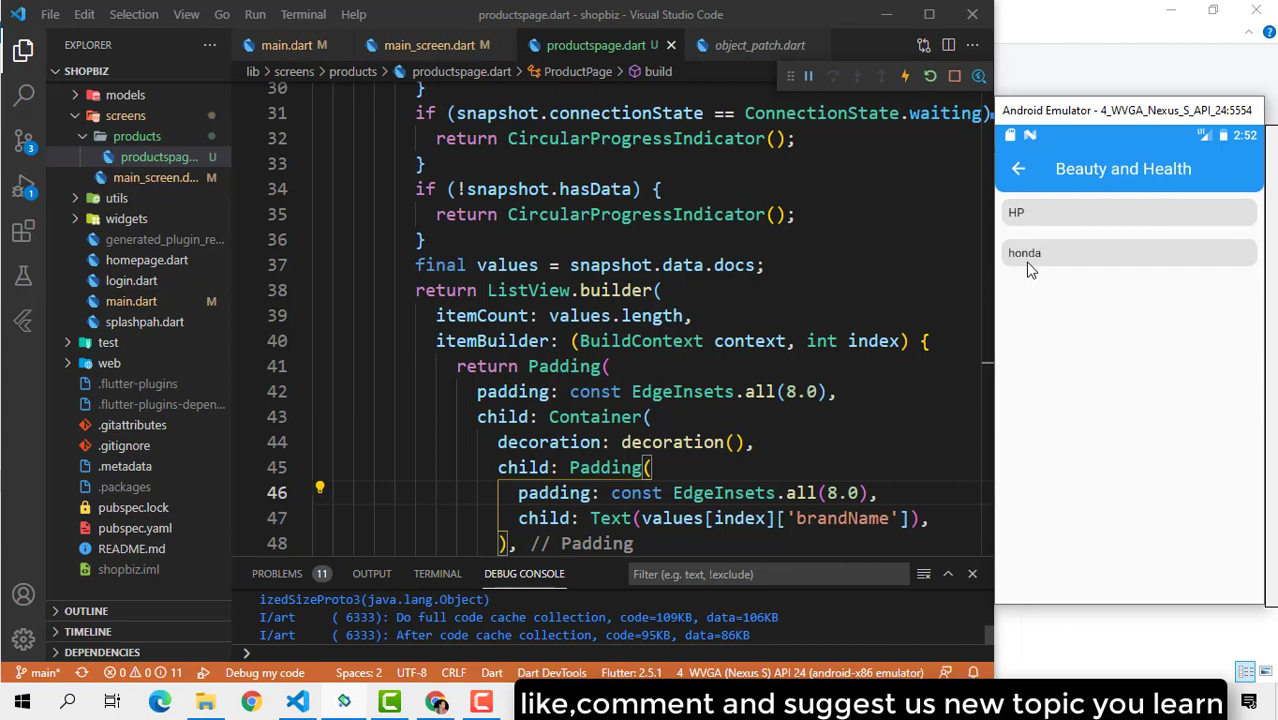 File Edit Selection View Go Run Terminal Help productspage.dart - shopbiz - Visual Studio Code
EXPLORER
SHOPBIZ
models
screens
products
productspag... U
main_screen.d... M
utils
widgets
generated_plugin_re...
homepage.dart
login.dart
main.dart M
splashpah.dart
test
web
.flutter-plugins
.flutter-plugins-depen...
.gitattributes
.gitignore
.metadata
.packages
pubspec.lock
pubspec.yaml
README.md
shopbiz.iml
OUTLINE
TIMELINE
DEPENDENCIES
3
1
main.dart M main_screen.dart M productspage.dart U object_patch.dart
lib > screens > products > productspage.dart > ProductPage > build
30 }
31 if (snapshot.connectionState == ConnectionState.waiting)
32 return CircularProgressIndicator();
33 }
34 if (!snapshot.hasData) {
35 return CircularProgressIndicator();
36 }
37 final values = snapshot.data.docs;
38 return ListView.builder(
39 itemCount: values.length,
40 itemBuilder: (BuildContext context, int index) {
41 return Padding(
42 padding: const EdgeInsets.all(8.0),
43 child: Container(
44 decoration: decoration(),
45 child: Padding(
46 padding: const EdgeInsets.all(8.0),
47 child: Text(values[index]['brandName']),
48 ), // Padding
PROBLEMS 11 OUTPUT TERMINAL DEBUG CONSOLE Filter (e.g. text, !exclude)
izedSizeProto3(java.lang.Object)
I/art ( 6333): Do full code cache collection, code=109KB, data=106KB
I/art ( 6333): After code cache collection, code=95KB, data=86KB
main* 0 0 11 Debug my code Spaces: 2 UTF-8 CRLF Dart Dart DevTools Flutter: 2.5.1 4_WVGA (Nexus S) API 24 (android-x86 emulator)
Android Emulator - 4_WVGA_Nexus_S_API_24:5554
2:52
Beauty and Health
HP
honda
like,comment and suggest us new topic you learn